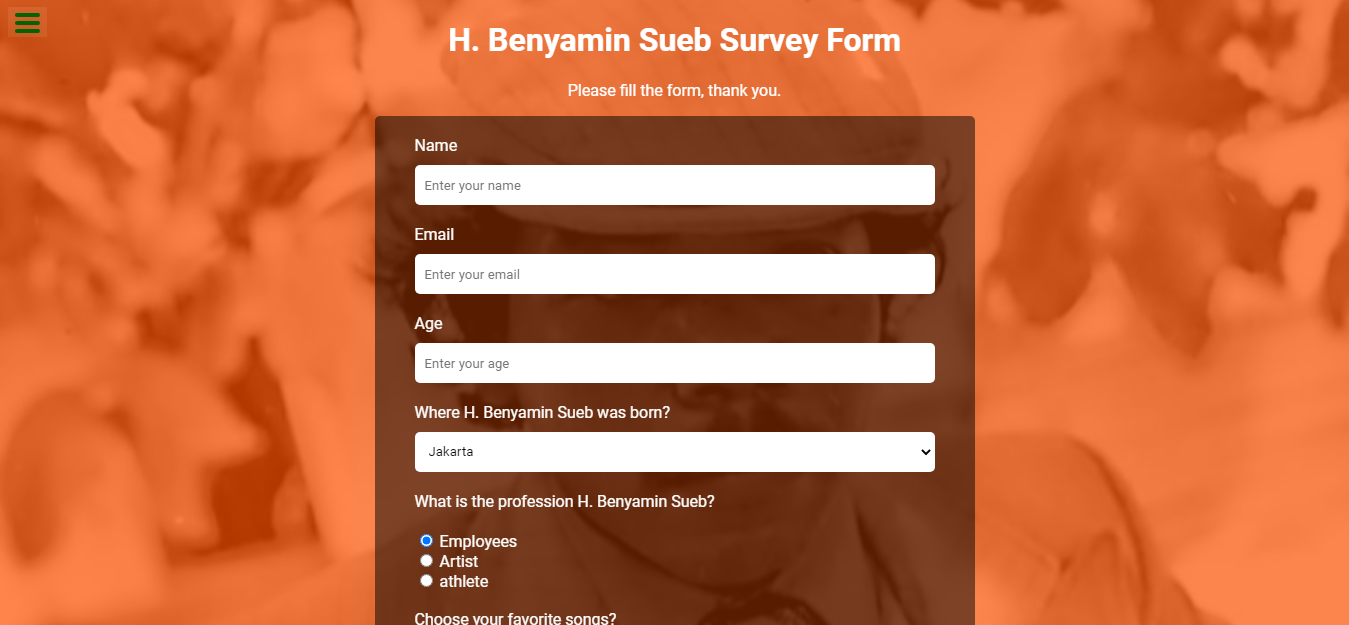 H. Benyamin Sueb Survey Form
Please fill the form, thank you.
Name
Enter your name
Email
Enter your email
Age
Enter your age
Where H. Benyamin Sueb was born?
Jakarta
What is the profession H. Benyamin Sueb?
Employees
Artist
athlete
Choose your favorite songs?